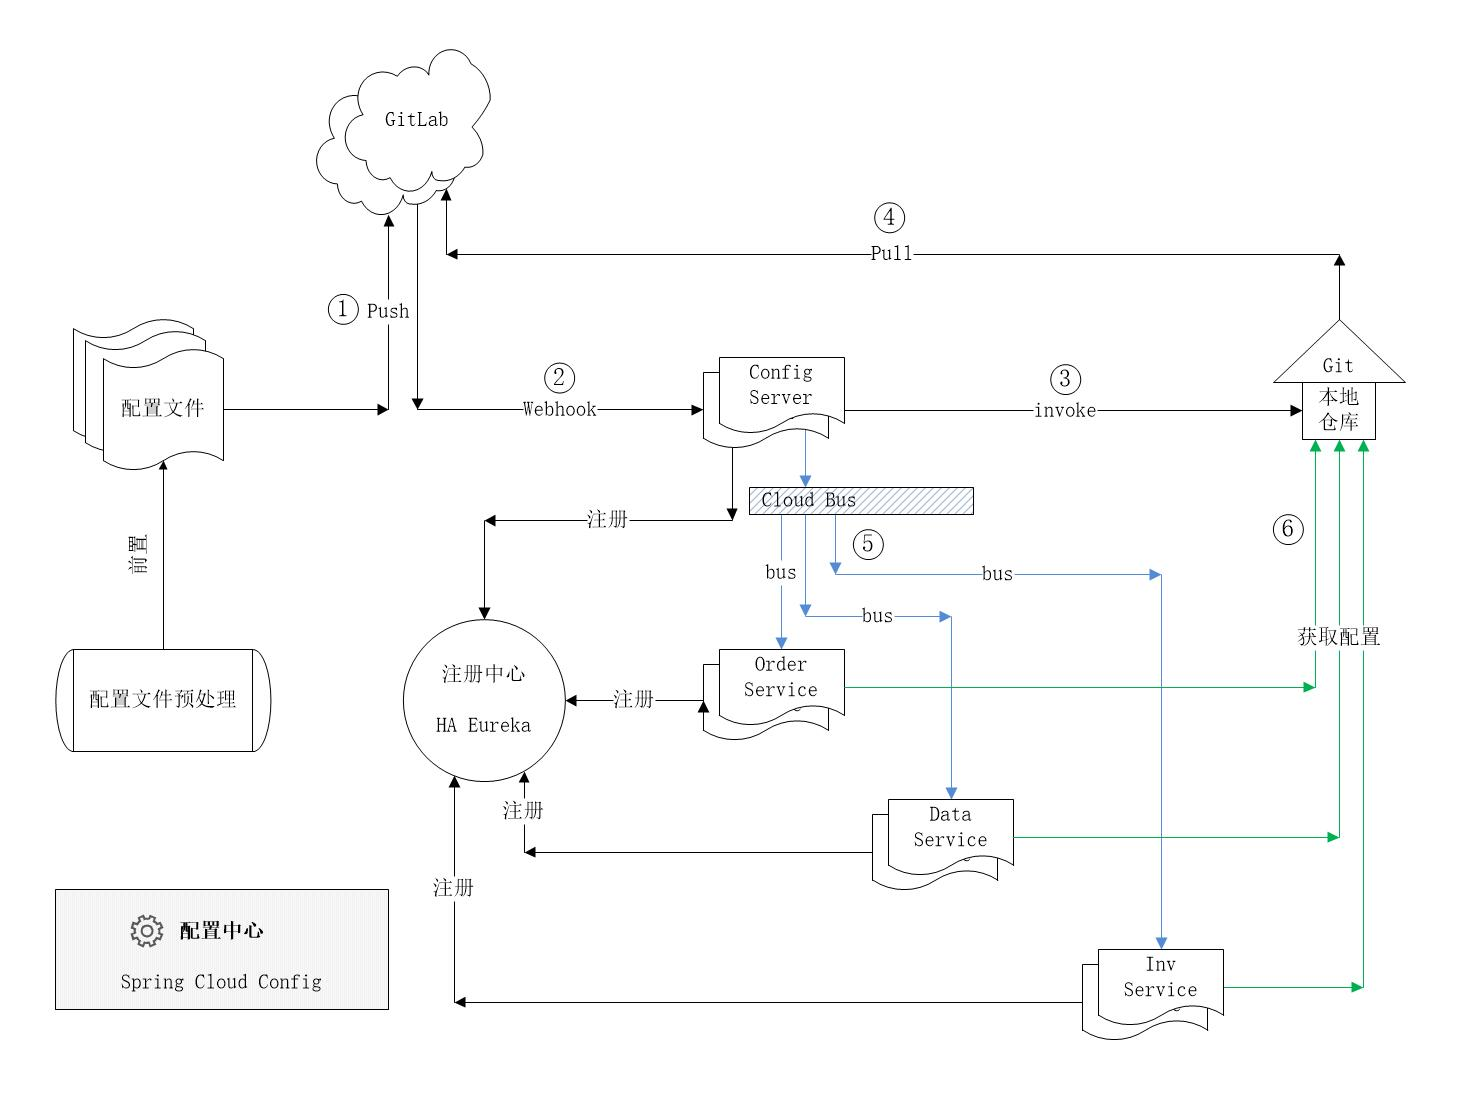 GitLab
④
Pull
①
Push
配置文件
②
Webhook
Config
Server
③
invoke
Git
本地
仓库
Cloud Bus
注册
前置
⑤
⑥
bus
bus
bus
获取配置
配置文件预处理
注册中心
HA Eureka
注册
Order
Service
注册
Data
Service
注册
配置中心
Spring Cloud Config
Inv
Service